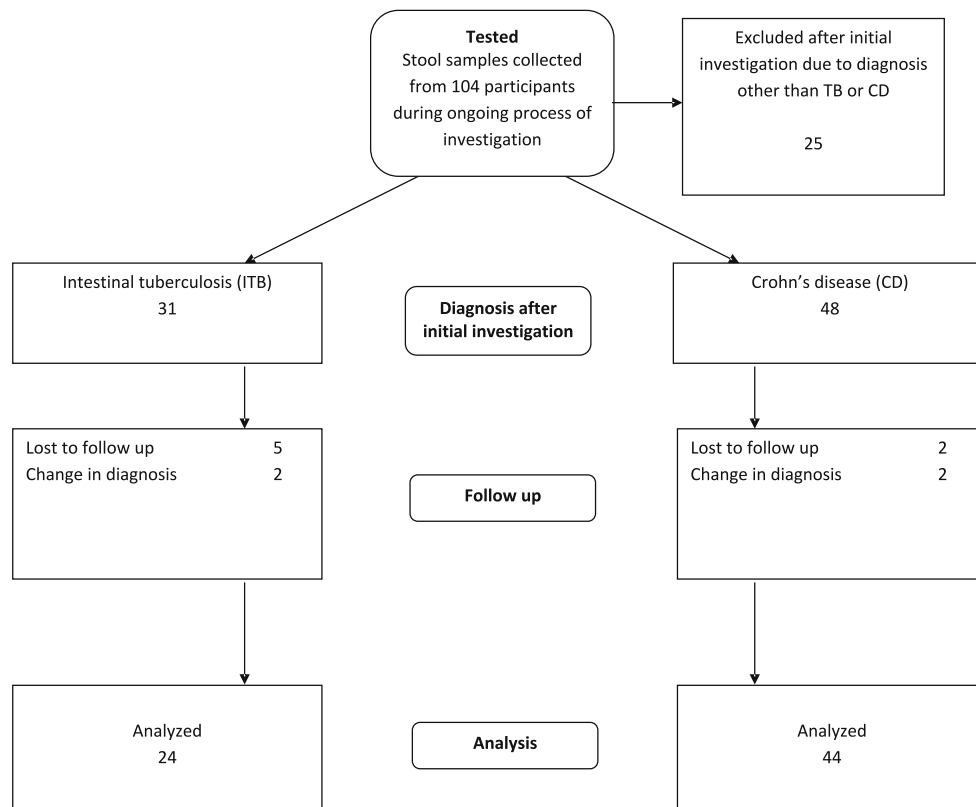 Tested
Stool samples collected
from 104 participants
during ongoing process of
investigation
Excluded after initial
investigation due to diagnosis
other than TB or CD
25
Intestinal tuberculosis (ITB)
31
Diagnosis after
initial investigation
Crohn’s disease (CD)
48
Lost to follow up 5
Change in diagnosis 2
Follow up
Lost to follow up 2
Change in diagnosis 2
Analyzed
24
Analysis
Analyzed
44